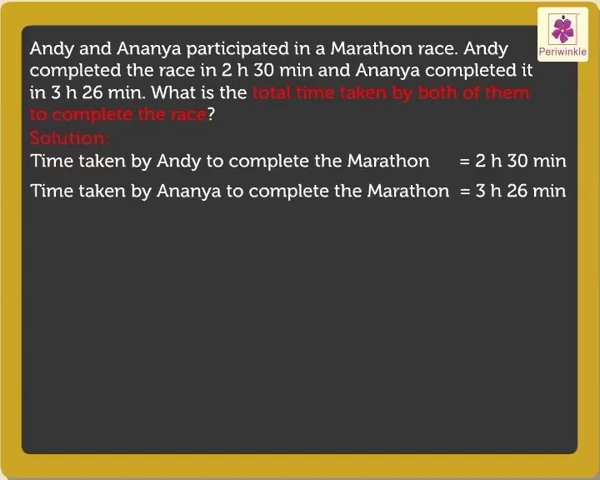 Periwinkle
Andy and Ananya participated in a Marathon race. Andy
completed the race in 2 h 30 min and Ananya completed it
in 3 h 26 min. What is the total time taken by both of them
to complete the race?
Solution:
Time taken by Andy to complete the Marathon = 2 h 30 min
Time taken by Ananya to complete the Marathon = 3 h 26 min